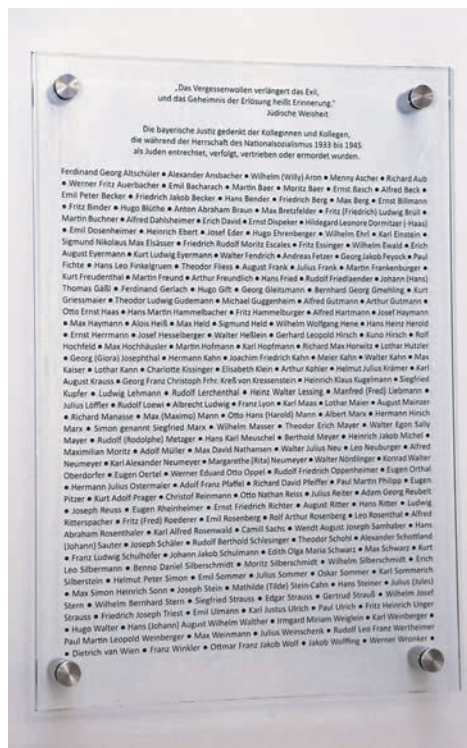 „Das Vergessenwollen verlängert das Exil,
und das Geheimnis der Erlösung heißt Erinnerung."
Jüdische Weisheit
Die bayerische Justiz gedenkt der Kolleginnen und Kollegen,
die während der Herrschaft des Nationalsozialismus 1933 bis 1945
als Juden entrechtet, verfolgt, vertrieben oder ermordet wurden.
Ferdinand Georg Altschüler ● Alexander Ansbacher ● Wilhelm (Willy) Aron ● Menny Ascher ● Richard Aub
● Werner Fritz Auerbacher ● Emil Bacharach ● Martin Baer ● Moritz Baer ● Ernst Basch ● Alfred Beck ●
Emil Peter Becker ● Friedrich Jakob Becker ● Hans Bender ● Friedrich Berg ● Max Berg ● Ernst Billmann
● Fritz Binder ● Hugo Blüthe ● Anton Abraham Braun ● Max Bretzfelder ● Fritz (Friedrich) Ludwig Brüll ●
Martin Buchner ● Alfred Dahlsheimer ● Erich David ● Ernst Dispeker ● Hildegard Leonore Dormitzer (-Haas)
● Emil Dosenheimer ● Heinrich Ebert ● Josef Eder ● Hugo Ehrenberger ● Wilhelm Ehrl ● Karl Einstein ●
Sigmund Nikolaus Max Elsässer ● Friedrich Rudolf Moritz Escales ● Fritz Essinger ● Wilhelm Ewald ● Erich
August Eyermann ● Kurt Ludwig Eyermann ● Walter Fendrich ● Andreas Fetzer ● Georg Jakob Feyock ● Paul
Fichte ● Hans Leo Finkelgruen ● Theodor Fliess ● August Frank ● Julius Frank ● Martin Frankenburger ●
Kurt Freudenthal ● Martin Freund ● Arthur Freundlich ● Hans Fried ● Rudolf Friedlaender ● Johann (Hans)
Thomas Gäßl ● Ferdinand Gerlach ● Hugo Gift ● Georg Gleitsmann ● Bernhard Georg Gmehling ● Kurt
Griessmaier ● Theodor Ludwig Gudemann ● Michael Guggenheim ● Alfred Gutmann ● Arthur Gutmann ●
Otto Ernst Haas ● Hans Martin Hammelbacher ● Fritz Hammelburger ● Alfred Hartmann ● Josef Haymann
● Max Haymann ● Alois Heiß ● Max Held ● Sigmund Held ● Wilhelm Wolfgang Hene ● Hans Heinz Herold
● Ernst Herrmann ● Josef Hesselberger ● Walter Heßlein ● Gerhard Leopold Hirsch ● Kuno Hirsch ● Rolf
Hochfeld ● Max Hochhäusler ● Martin Hofmann ● Karl Hopfmann ● Richard Max Horwitz ● Lothar Hutzler
● Georg (Giora) Josephthal ● Hermann Kahn ● Joachim Friedrich Kahn ● Meier Kahn ● Walter Kahn ● Max
Kaiser ● Lothar Kann ● Charlotte Kissinger ● Elisabeth Klein ● Arthur Kohler ● Helmut Julius Krämer ● Karl
August Krauss ● Georg Franz Christoph Frhr. Kreß von Kressenstein ● Heinrich Klaus Kugelmann ● Siegfried
Kupfer ● Ludwig Lehmann ● Rudolf Lerchenthal ● Heinz Walter Lessing ● Manfred (Fred) Liebmann ●
Julius Löffler ● Rudolf Loewi ● Albrecht Ludwig ● Franz Lyon ● Karl Maas ● Lothar Maier ● August Mainzer
● Richard Manasse ● Max (Maximo) Mann ● Otto Hans (Harold) Mann ● Albert Marx ● Hermann Hirsch
Marx ● Simon genannt Siegfried Marx ● Wilhelm Masser ● Theodor Erich Mayer ● Walter Egon Sally
Mayer ● Rudolf (Rodolphe) Metzger ● Hans Karl Meuschel ● Berthold Meyer ● Heinrich Jakob Michel ●
Maximilian Moritz ● Adolf Müller ● Max David Nathansen ● Walter Julius Neu ● Leo Neuburger ● Alfred
Neumeyer ● Karl Alexander Neumeyer ● Margarethe (Rita) Neumeyer ● Walter Nördlinger ● Konrad Walter
Oberdorfer ● Eugen Oertel ● Werner Eduard Otto Oppel ● Rudolf Friedrich Oppenheimer ● Eugen Orthal
● Hermann Julius Ostermaier ● Adolf Franz Pfaffel ● Richard David Pfeiffer ● Paul Martin Philipp ● Eugen
Pitzer ● Kurt Adolf Prager ● Christof Reinmann ● Otto Nathan Reiss ● Julius Reiter ● Adam Georg Reubelt
● Joseph Reuss ● Eugen Rheinheimer ● Ernst Friedrich Richter ● August Ritter ● Hans Ritter ● Ludwig
Ritterspacher ● Fritz (Fred) Roederer ● Emil Rosenberg ● Rolf Arthur Rosenberg ● Leo Rosenthal ● Alfred
Abraham Rosenthaler ● Karl Alfred Rosenwald ● Camill Sachs ● Wendt August Joseph Samhaber ● Hans
(Johann) Sauter ● Joseph Schäler ● Rudolf Berthold Schlesinger ● Theodor Schohl ● Alexander Schottland
● Franz Ludwig Schulhöfer ● Johann Jakob Schulmann ● Edith Olga Maria Schwarz ● Max Schwarz ● Kurt
Leo Silbermann ● Benno Daniel Silberschmidt ● Moritz Silberschmidt ● Wilhelm Silberschmidt ● Erich
Silberstein ● Helmut Peter Simon ● Emil Sommer ● Julius Sommer ● Oskar Sommer ● Karl Sommerich
● Max Simon Heinrich Sonn ● Joseph Stein ● Mathilde (Tilde) Stein-Cahn ● Hans Steiner ● Julius (Jules)
Stern ● Wilhelm Bernhard Stern ● Siegfried Strauss ● Edgar Strauss ● Gertrud Strauß ● Wilhelm Josef
Strauss ● Friedrich Joseph Triest ● Emil Ulmann ● Karl Justus Ulrich ● Paul Ulrich ● Fritz Heinrich Unger
● Hugo Walter ● Hans (Johann) August Wilhelm Walther ● Irmgard Miriam Weiglein ● Karl Weinberger ●
Paul Martin Leopold Weinberger ● Max Weinmann ● Julius Weinschenk ● Rudolf Leo Franz Wertheimer
● Dietrich van Wien ● Franz Winkler ● Ottmar Franz Jakob Wolf ● Jakob Wolfling ● Werner Wronker ●